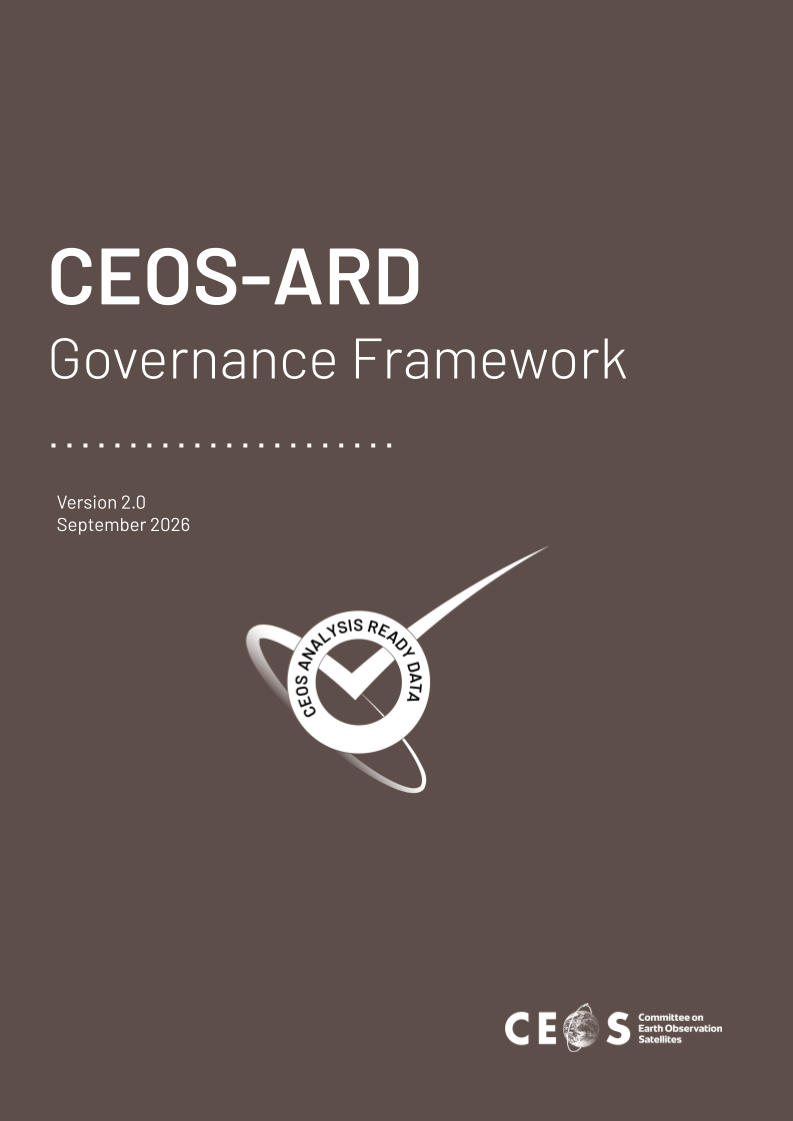 CEOS-ARD
Governance Framework
Version 2.0
September 2026
CEOS ANALYSIS READY DATA
CEOS
Committee on
Earth Observation
Satellites